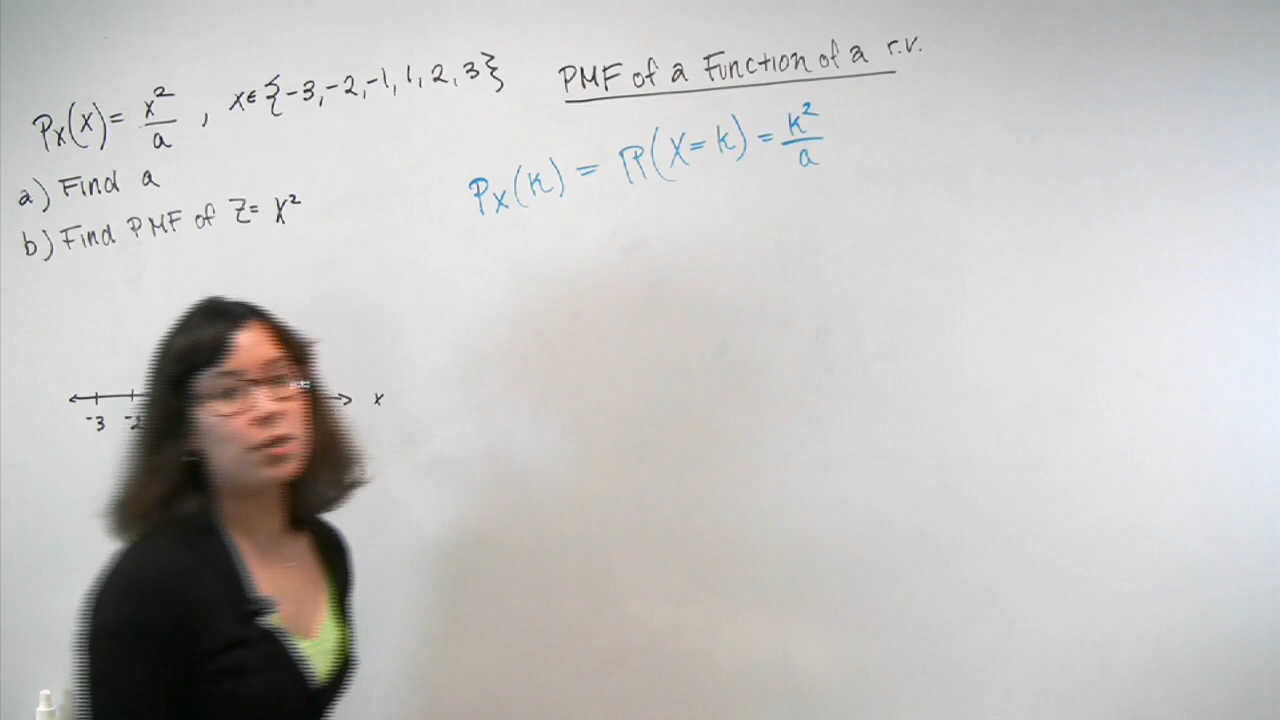 PMF of a Function of a r.v.
Px(x) = x²/a , x∈{-3,-2,-1,1,2,3}
a) Find a
b) Find PMF of Z= X²
Px(k) = P(X=k) = k²/a
-3 -2 x